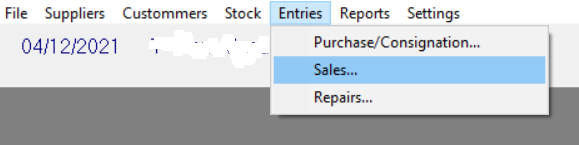 File Suppliers Custommers Stock Entries Reports Settings
04/12/2021
Purchase/Consignation...
Sales...
Repairs...